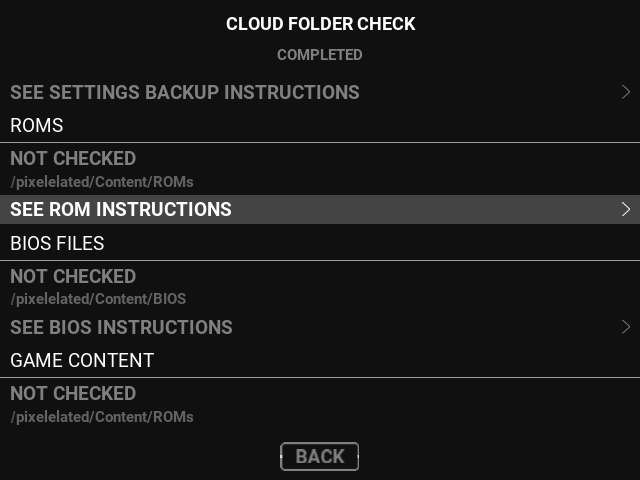 CLOUD FOLDER CHECK
COMPLETED
SEE SETTINGS BACKUP INSTRUCTIONS
ROMS
NOT CHECKED
/pixelelated/Content/ROMs
SEE ROM INSTRUCTIONS
BIOS FILES
NOT CHECKED
/pixelelated/Content/BIOS
SEE BIOS INSTRUCTIONS
GAME CONTENT
NOT CHECKED
/pixelelated/Content/ROMs
BACK